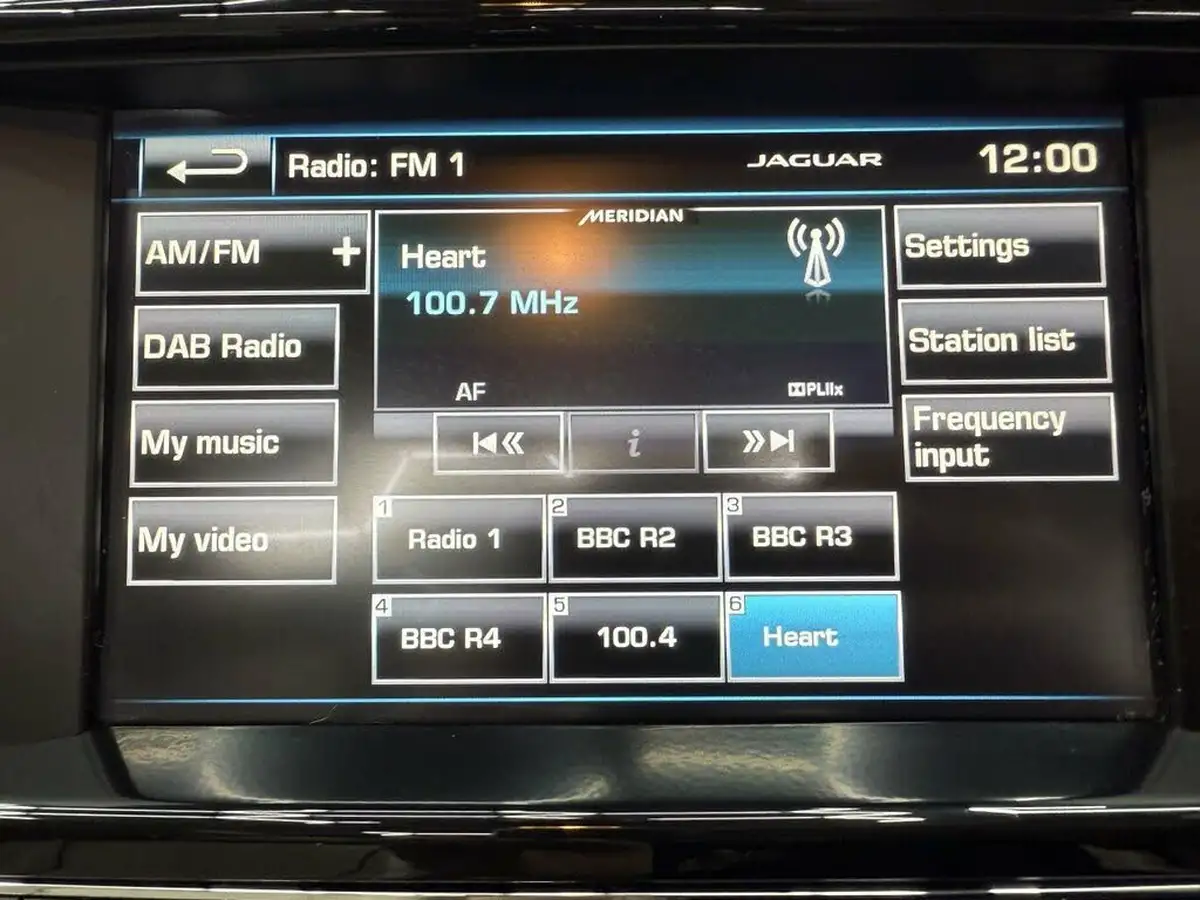 Radio: FM 1
JAGUAR
12:00
AM/FM +
DAB Radio
My music
My video
MERIDIAN
Heart
100.7 MHz
AF
PLIIx
i
1
Radio 1
2
BBC R2
3
BBC R3
4
BBC R4
5
100.4
6
Heart
Settings
Station list
Frequency
input